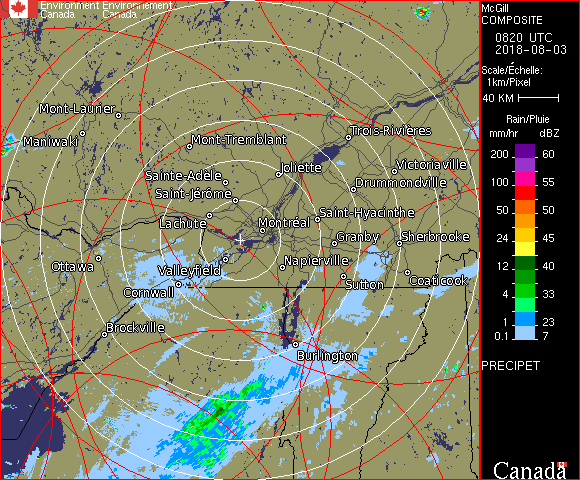 Environment Environnement
Canada Canada
McGill
COMPOSITE
0820 UTC
2018-08-03
Scale/Échelle:
1km/Pixel
40 KM
Rain/Pluie
mm/hr dBZ
200 60
150 57
100 55
50 50
24 45
12 40
4 33
1 23
0.1 7
PRECIPET
Canada
Mont-Laurier
Maniwaki
Mont-Tremblant
Trois-Rivières
Sainte-Adèle
Joliette
Victoriaville
Saint-Jérôme
Drummondville
Lachute
Montréal
Saint-Hyacinthe
Ottawa
Granby
Sherbrooke
Valleyfield
Napierville
Cornwall
Sutton
Coaticook
Brockville
Burlington